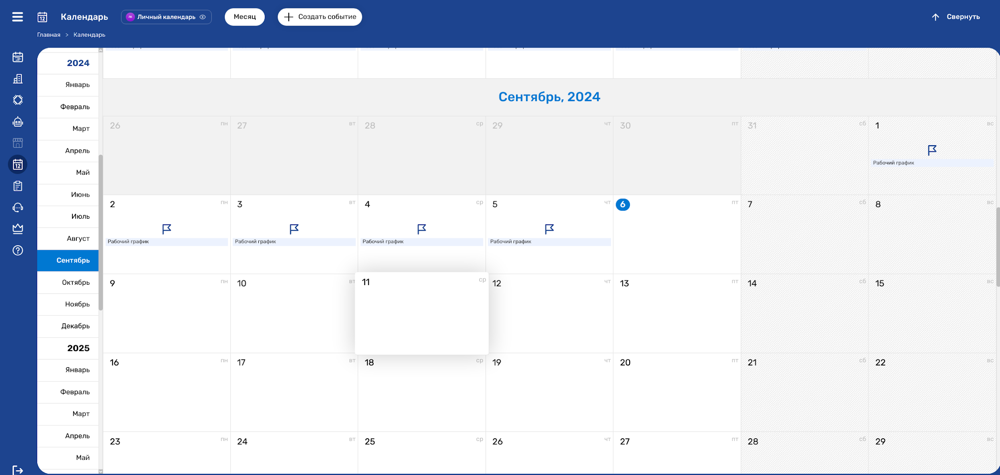 Календарь
ЛК Личный календарь
Месяц
Создать событие
Свернуть
Главная > Календарь
2024
Январь
Февраль
Март
Апрель
Май
Июнь
Июль
Август
Сентябрь
Октябрь
Ноябрь
Декабрь
2025
Январь
Февраль
Март
Апрель
Май
Сентябрь, 2024
26 пн 27 вт 28 ср 29 чт 30 пт 31 сб 1 вс
Рабочий график
2 пн 3 вт 4 ср 5 чт 6 пт 7 сб 8 вс
Рабочий график Рабочий график Рабочий график Рабочий график
9 пн 10 вт 11 ср 12 чт 13 пт 14 сб 15 вс
16 пн 17 вт 18 ср 19 чт 20 пт 21 сб 22 вс
23 пн 24 вт 25 ср 26 чт 27 пт 28 сб 29 вс
12
12